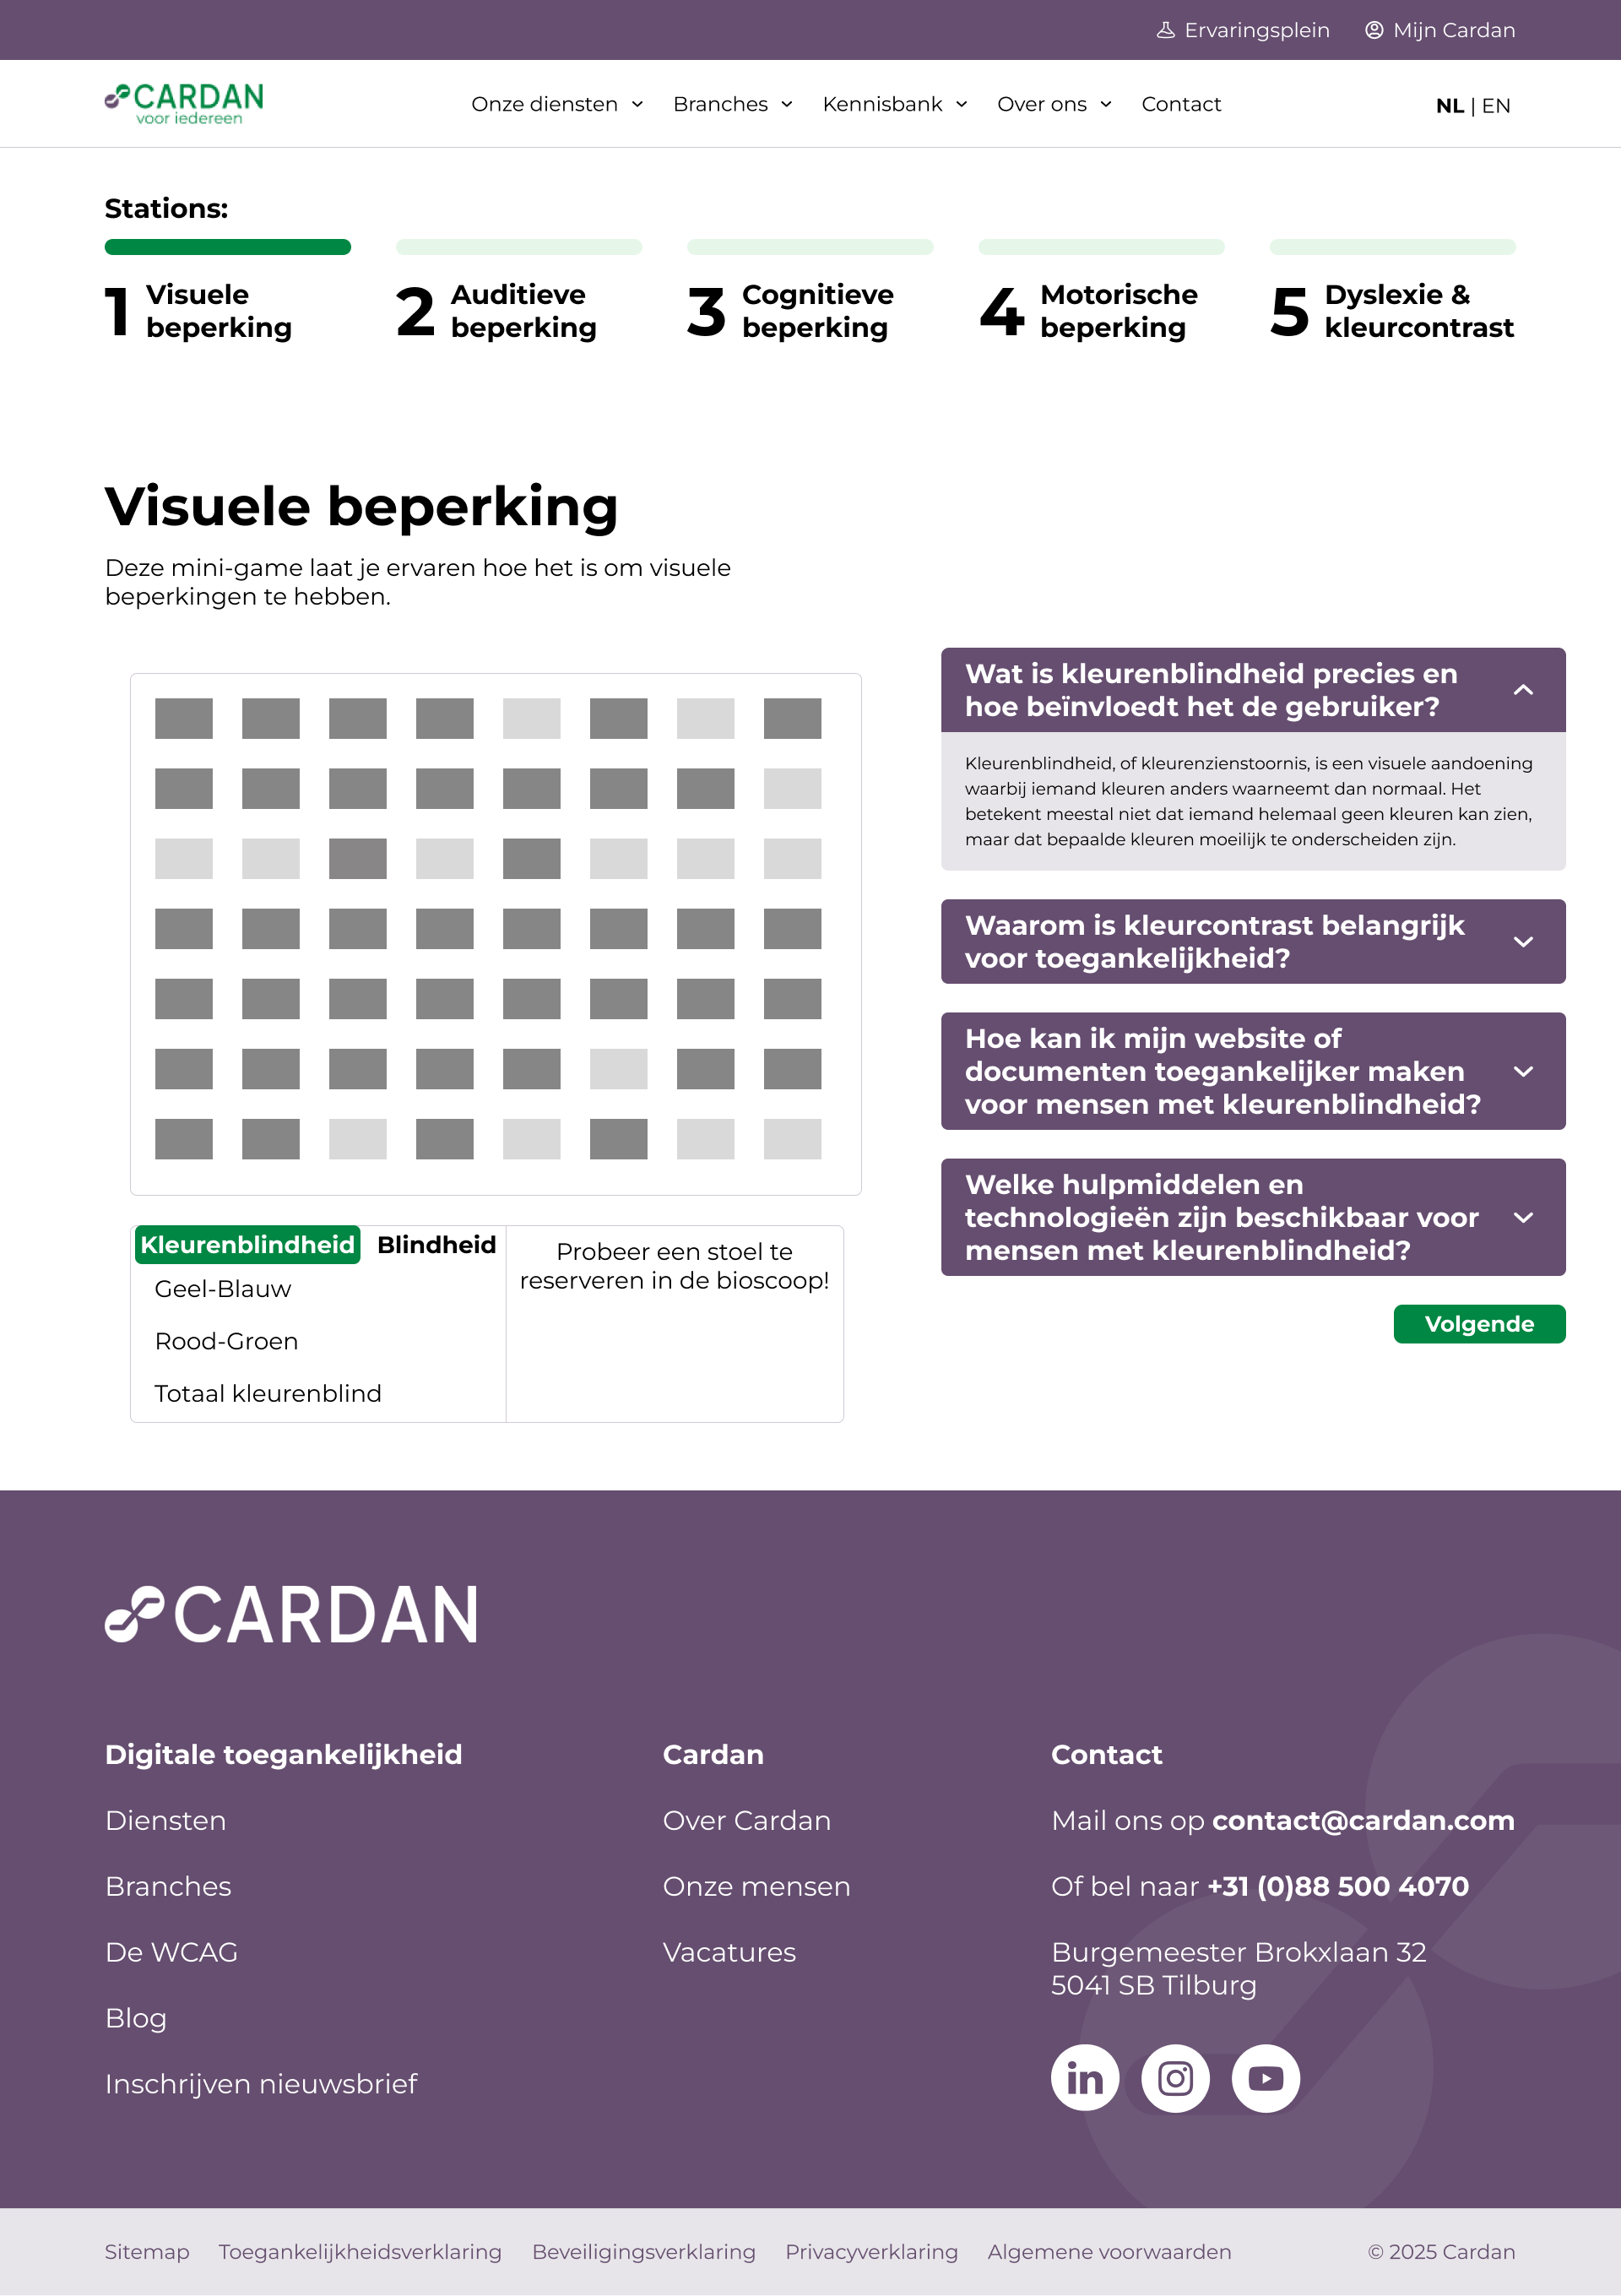 Ervaringsplein
Mijn Cardan
CARDAN
voor iedereen
Onze diensten
Branches
Kennisbank
Over ons
Contact
NL | EN
Stations:
1 Visuele
beperking
2 Auditieve
beperking
3 Cognitieve
beperking
4 Motorische
beperking
5 Dyslexie &
kleurcontrast
Visuele beperking
Deze mini-game laat je ervaren hoe het is om visuele
beperkingen te hebben.
Kleurenblindheid
Blindheid
Geel-Blauw
Rood-Groen
Totaal kleurenblind
Probeer een stoel te
reserveren in de bioscoop!
Wat is kleurenblindheid precies en
hoe beïnvloedt het de gebruiker?
Kleurenblindheid, of kleurenzienstoornis, is een visuele aandoening
waarbij iemand kleuren anders waarneemt dan normaal. Het
betekent meestal niet dat iemand helemaal geen kleuren kan zien,
maar dat bepaalde kleuren moeilijk te onderscheiden zijn.
Waarom is kleurcontrast belangrijk
voor toegankelijkheid?
Hoe kan ik mijn website of
documenten toegankelijker maken
voor mensen met kleurenblindheid?
Welke hulpmiddelen en
technologieën zijn beschikbaar voor
mensen met kleurenblindheid?
Volgende
CARDAN
Digitale toegankelijkheid
Diensten
Branches
De WCAG
Blog
Inschrijven nieuwsbrief
Cardan
Over Cardan
Onze mensen
Vacatures
Contact
Mail ons op contact@cardan.com
Of bel naar +31 (0)88 500 4070
Burgemeester Brokxlaan 32
5041 SB Tilburg
in
Sitemap
Toegankelijkheidsverklaring
Beveiligingsverklaring
Privacyverklaring
Algemene voorwaarden
© 2025 Cardan